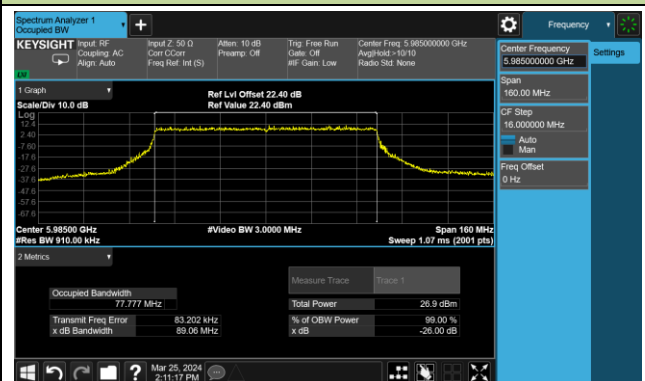 Spectrum Analyzer 1
Occupied BW
+
Frequency
KEYSIGHT
Input: RF
Coupling: AC
Align: Auto
Input Z: 50 Ω
Corr CCorr
Freq Ref: Int (S)
Atten: 10 dB
Preamp: Off
Trig: Free Run
Gate: Off
#IF Gain: Low
Center Freq: 5.985000000 GHz
Avg|Hold:>10/10
Radio Std: None
Center Frequency
5.985000000 GHz
Settings
Span
160.00 MHz
CF Step
16.000000 MHz
Auto
Man
Freq Offset
0 Hz
1 Graph
Scale/Div 10.0 dB
Ref Lvl Offset 22.40 dB
Ref Value 22.40 dBm
Log
12.4
2.40
-7.60
-17.6
-27.6
-37.6
-47.6
-57.6
-67.6
Center 5.98500 GHz
#Res BW 910.00 kHz
#Video BW 3.0000 MHz
Span 160 MHz
Sweep 1.07 ms (2001 pts)
2 Metrics
Measure Trace
Trace 1
Occupied Bandwidth
77.777 MHz
Total Power
26.9 dBm
Transmit Freq Error
83.202 kHz
% of OBW Power
99.00 %
x dB Bandwidth
89.06 MHz
x dB
-26.00 dB
?
Mar 25, 2024
2:11:17 PM